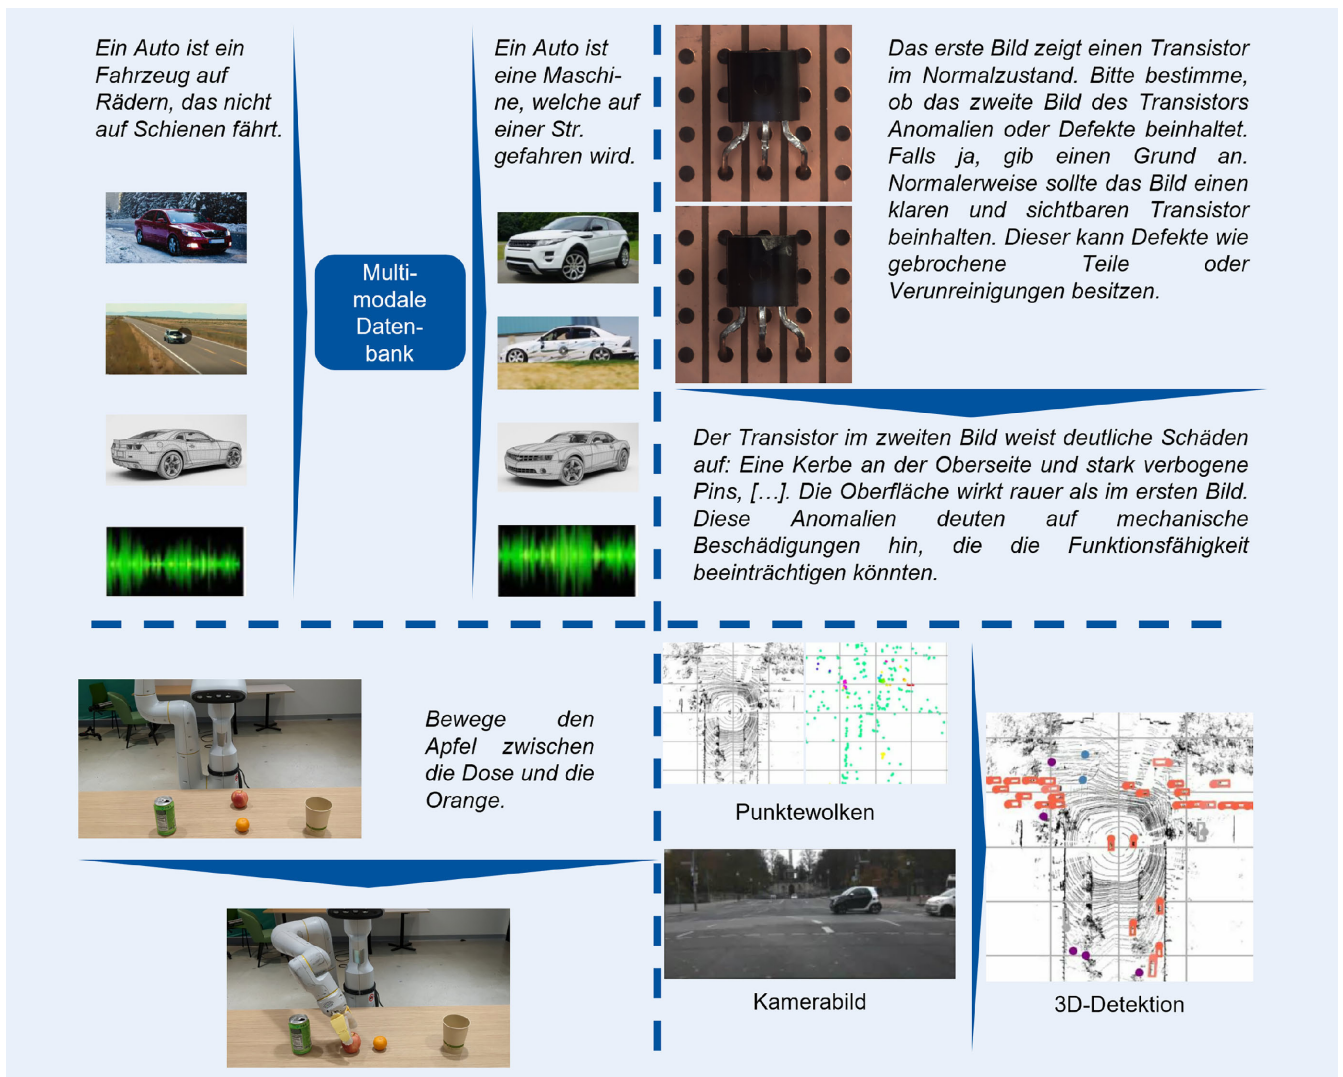 Ein Auto ist ein
Fahrzeug auf
Rädern, das nicht
auf Schienen fährt.
Multi-
modale
Daten-
bank
Ein Auto ist
eine Maschi-
ne, welche auf
einer Str.
gefahren wird.
Das erste Bild zeigt einen Transistor
im Normalzustand. Bitte bestimme,
ob das zweite Bild des Transistors
Anomalien oder Defekte beinhaltet.
Falls ja, gib einen Grund an.
Normalerweise sollte das Bild einen
klaren und sichtbaren Transistor
beinhalten. Dieser kann Defekte wie
gebrochene Teile oder
Verunreinigungen besitzen.
Der Transistor im zweiten Bild weist deutliche Schäden
auf: Eine Kerbe an der Oberseite und stark verbogene
Pins, […]. Die Oberfläche wirkt rauer als im ersten Bild.
Diese Anomalien deuten auf mechanische
Beschädigungen hin, die die Funktionsfähigkeit
beeinträchtigen könnten.
Bewege den
Apfel zwischen
die Dose und die
Orange.
Punktewolken
Kamerabild
3D-Detektion